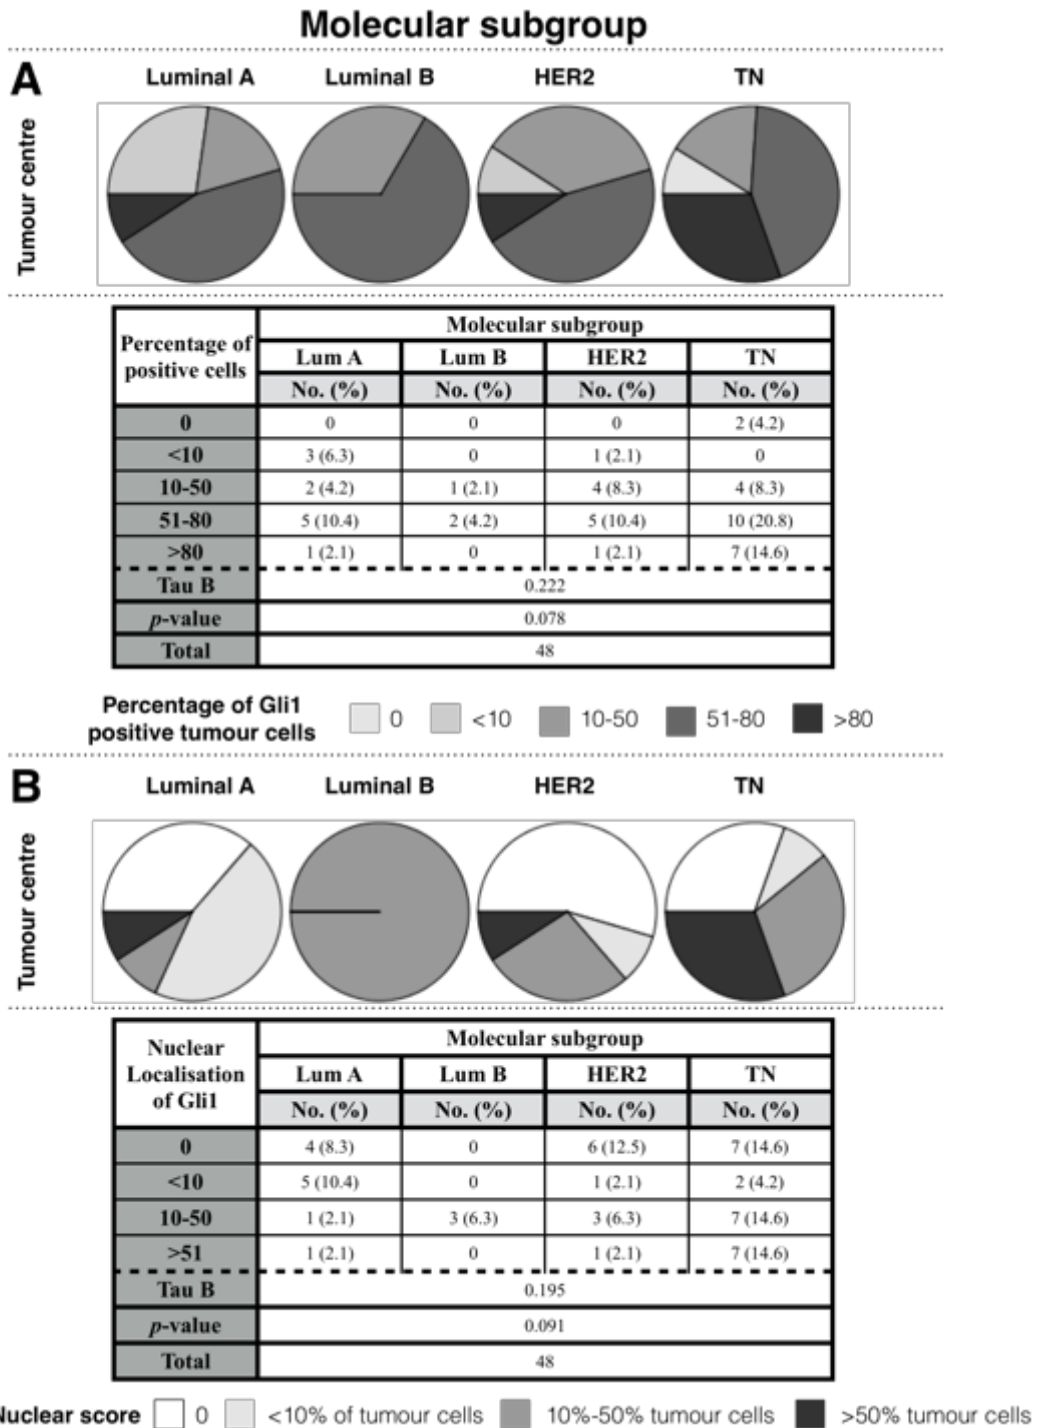 Molecular subgroup
A
Luminal A Luminal B HER2 TN
Tumour centre
Percentage of positive cells Molecular subgroup
Lum A Lum B HER2 TN
No. (%) No. (%) No. (%) No. (%)
0 0 0 0 2 (4.2)
<10 3 (6.3) 0 1 (2.1) 0
10-50 2 (4.2) 1 (2.1) 4 (8.3) 4 (8.3)
51-80 5 (10.4) 2 (4.2) 5 (10.4) 10 (20.8)
>80 1 (2.1) 0 1 (2.1) 7 (14.6)
Tau B 0.222
p-value 0.078
Total 48
Percentage of Gli1
positive tumour cells 0 <10 10-50 51-80 >80
B
Luminal A Luminal B HER2 TN
Tumour centre
Nuclear Localisation of Gli1 Molecular subgroup
Lum A Lum B HER2 TN
No. (%) No. (%) No. (%) No. (%)
0 4 (8.3) 0 6 (12.5) 7 (14.6)
<10 5 (10.4) 0 1 (2.1) 2 (4.2)
10-50 1 (2.1) 3 (6.3) 3 (6.3) 7 (14.6)
>51 1 (2.1) 0 1 (2.1) 7 (14.6)
Tau B 0.195
p-value 0.091
Total 48
Nuclear score 0 <10% of tumour cells 10%-50% tumour cells >50% tumour cells